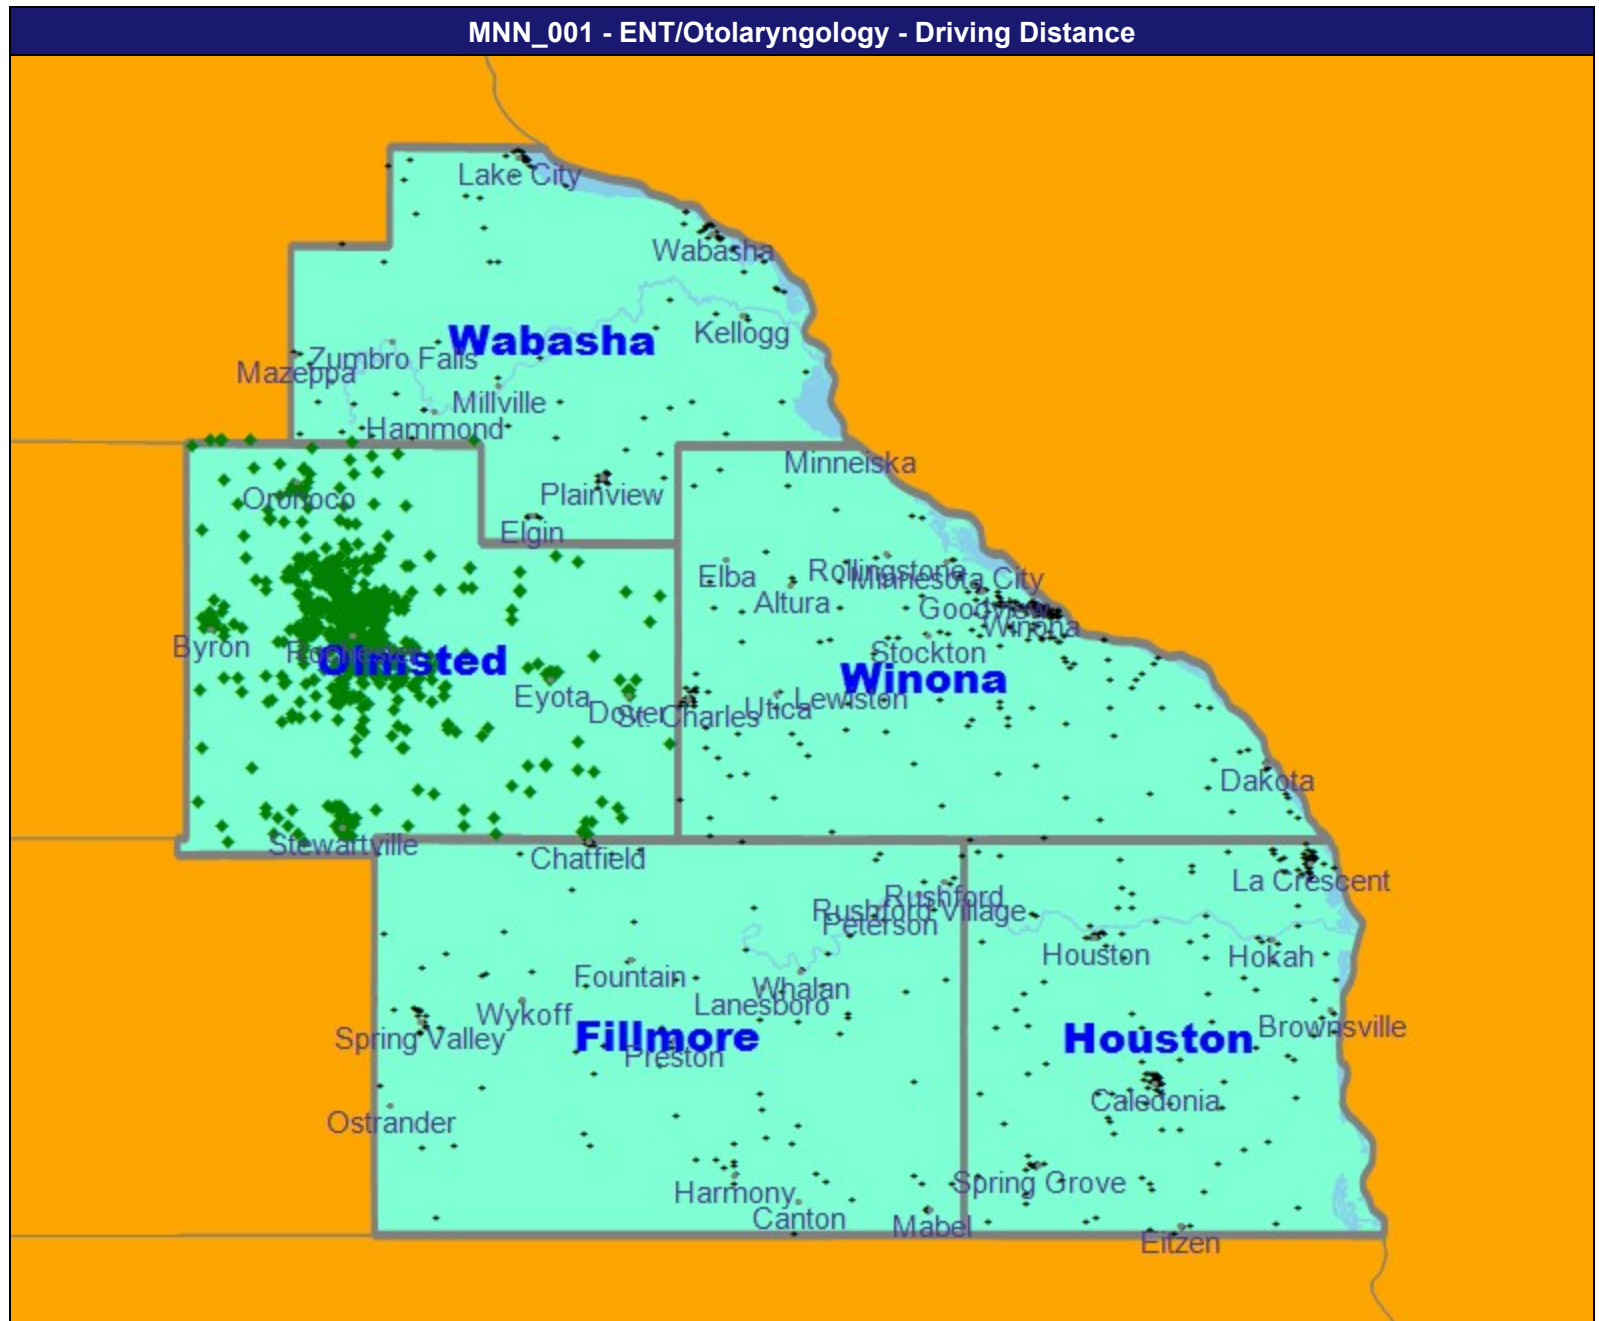 MNN_001 - ENT/Otolaryngology - Driving Distance
Lake City
Wabasha
Kellogg
Wabasha
Zumbro Falls
Mazeppa
Millville
Hammond
Minneiska
Plainview
Oronoco
Elgin
Elba
Rollingstone
Minnesota City
Altura
Goodview
Winona
Byron
Rochester
Olmsted
Stockton
Winona
Eyota
Dover
St. Charles
Utica
Lewiston
Dakota
Stewartville
Chatfield
La Crescent
Rushford
Rushford Village
Peterson
Houston
Hokah
Fountain
Whalan
Lanesboro
Wykoff
Spring Valley
Fillmore
Preston
Houston
Brownsville
Caledonia
Ostrander
Harmony
Canton
Mabel
Spring Grove
Eitzen